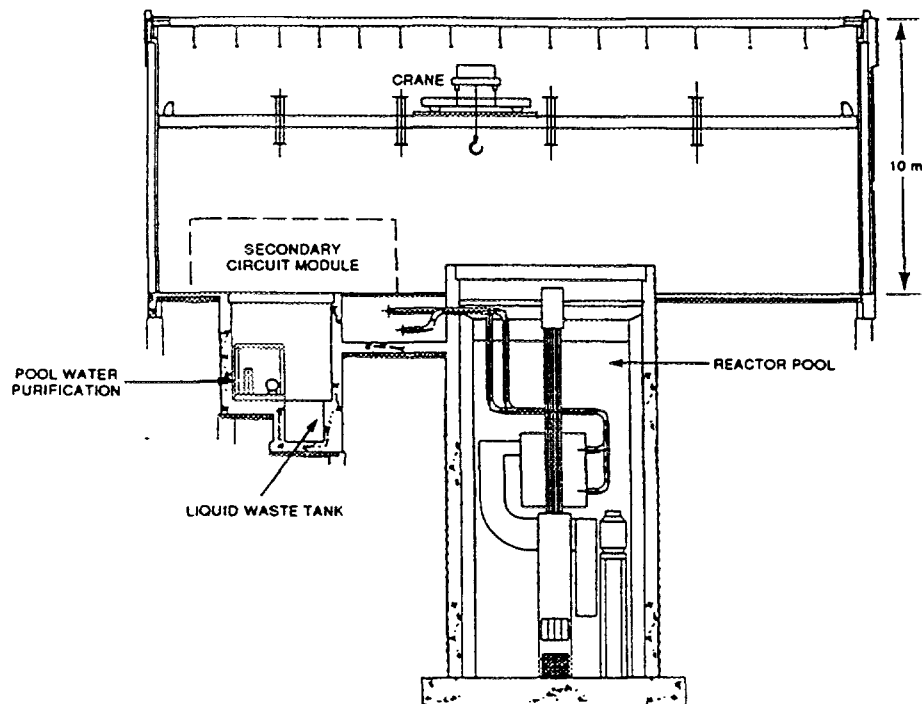 CRANE
10 m
SECONDARY
CIRCUIT MODULE
REACTOR POOL
POOL WATER
PURIFICATION
LIQUID WASTE TANK